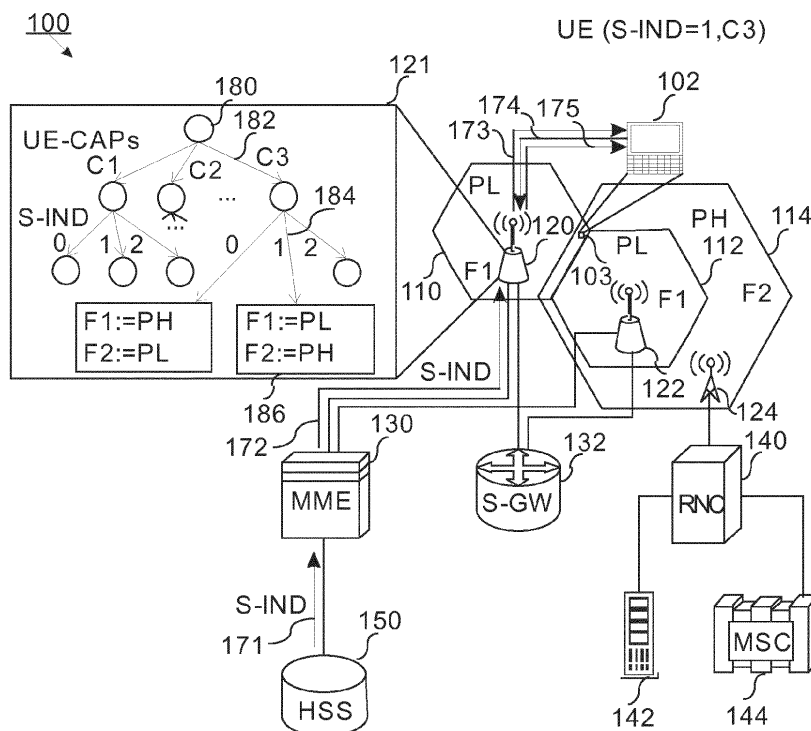 100
UE (S-IND=1,C3)
121
180
182
UE-CAPs
C1
C2
...
C3
184
S-IND
...
0
1
2
0
1
2
F1:=PH
F2:=PL
F1:=PL
F2:=PH
186
102
174
175
173
PL
120
F1
110
114
PH
PL
112
103
F1
F2
122
124
S-IND
172
130
MME
132
S-GW
140
RNC
S-IND
171
150
HSS
142
MSC
144